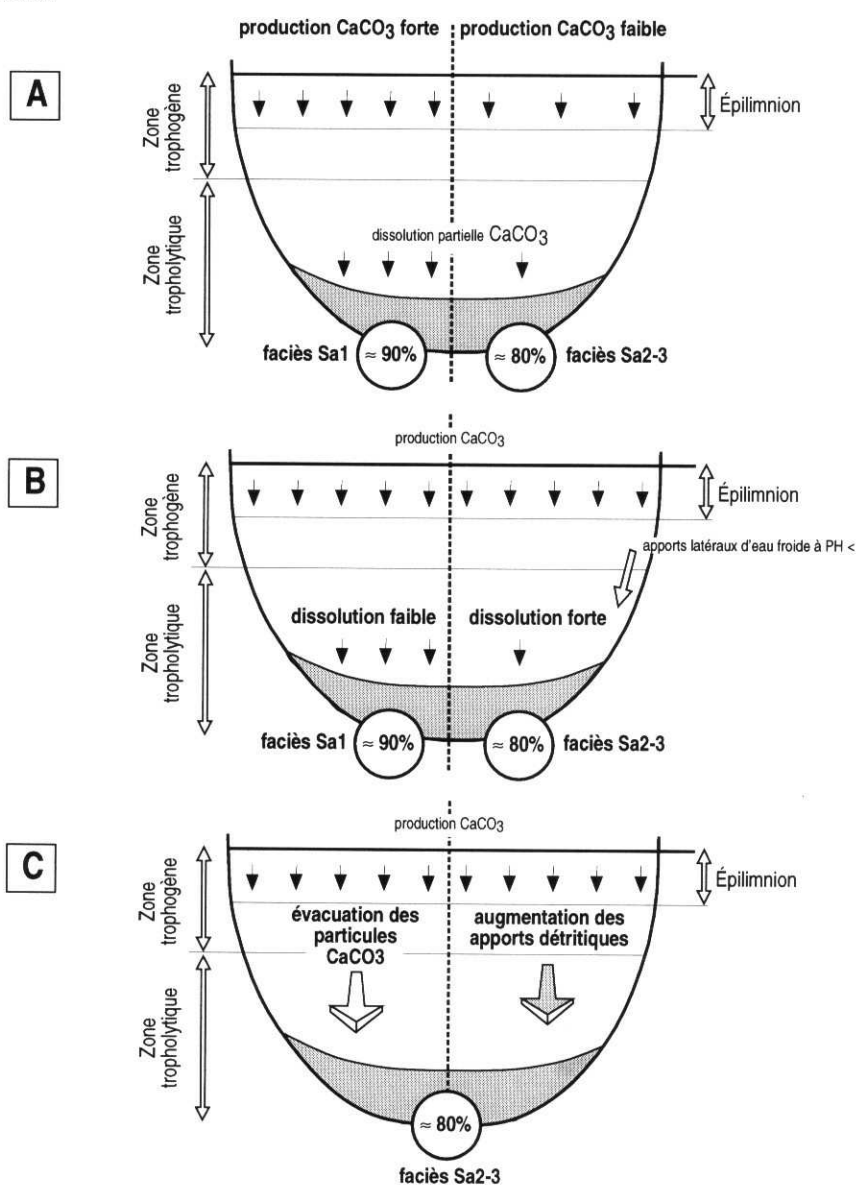 production CaCO3 forte
production CaCO3 faible
A
Zone
trophogène
Épilimnion
Zone
tropholytique
dissolution partielle CaCO3
faciès Sa1
≈ 90%
≈ 80%
faciès Sa2-3
production CaCO3
B
Zone
trophogène
Épilimnion
apports latéraux d'eau froide à PH <
Zone
tropholytique
dissolution faible
dissolution forte
faciès Sa1
≈ 90%
≈ 80%
faciès Sa2-3
production CaCO3
C
Zone
trophogène
Épilimnion
évacuation des
particules
CaCO3
augmentation des
apports détritiques
Zone
tropholytique
≈ 80%
faciès Sa2-3